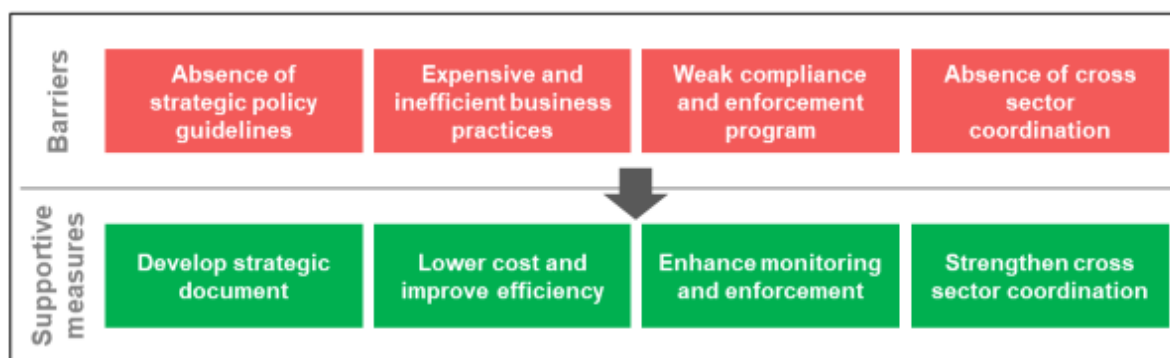 Barriers
Absence of
strategic policy
guidelines
Expensive and
inefficient business
practices
Weak compliance
and enforcement
program
Absence of cross
sector
coordination
Supportive
measures
Develop strategic
document
Lower cost and
improve efficiency
Enhance monitoring
and enforcement
Strengthen cross
sector coordination